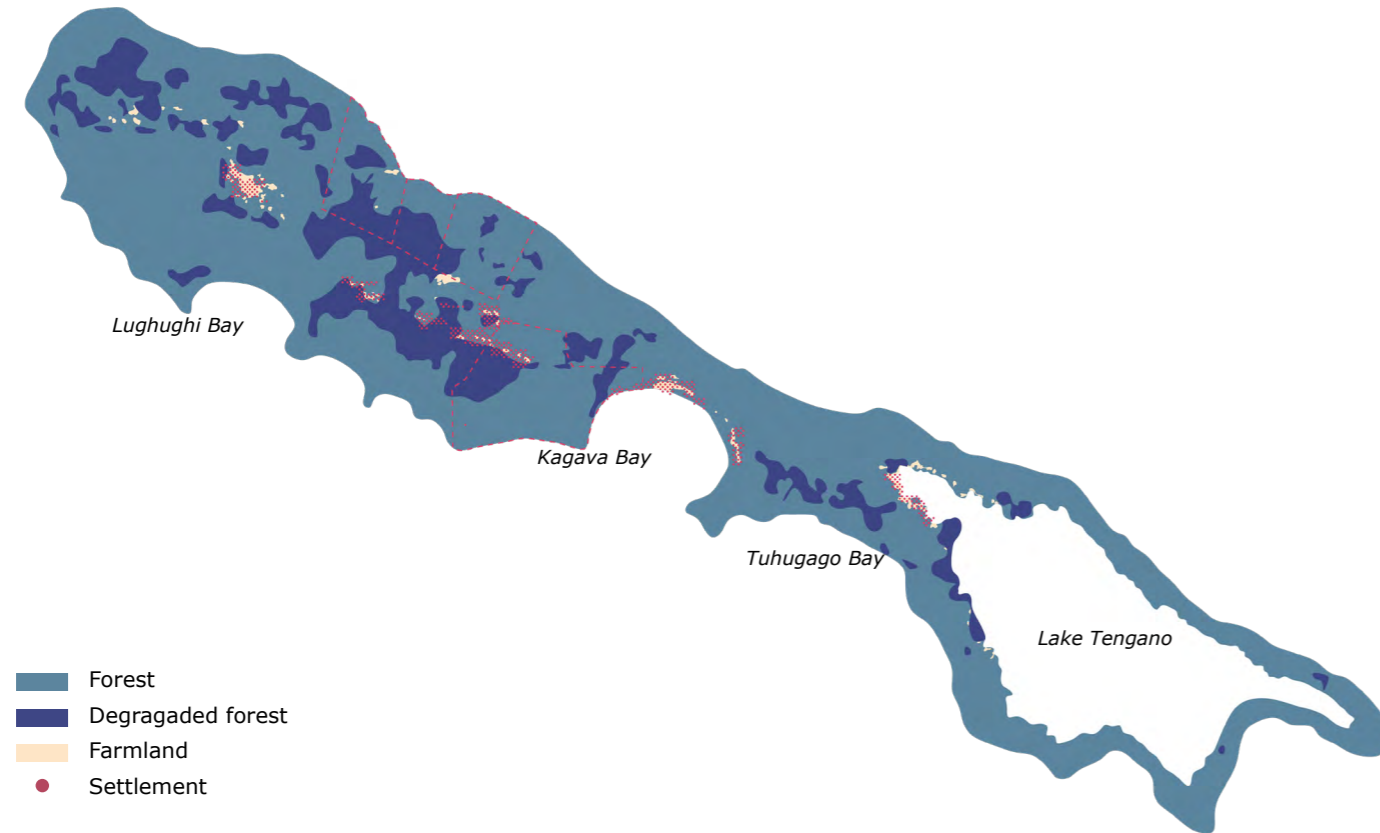 Lughughi Bay
Kagava Bay
Tuhugago Bay
Lake Tengano
Forest
Degragaded forest
Farmland
Settlement